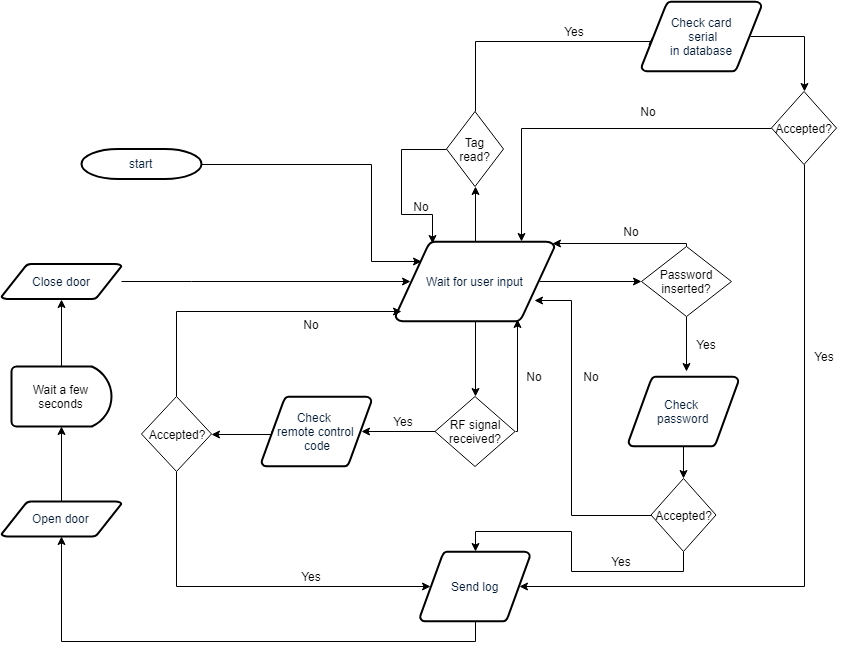 Check card
serial
in database
Yes
No
Accepted?
Tag
read?
start
No
No
Close door
Wait for user input
Password
inserted?
No
Yes
Yes
Wait a few
seconds
No
No
Check
remote control
code
Yes
RF signal
received?
Check
password
Accepted?
Open door
Accepted?
Yes
Yes
Send log